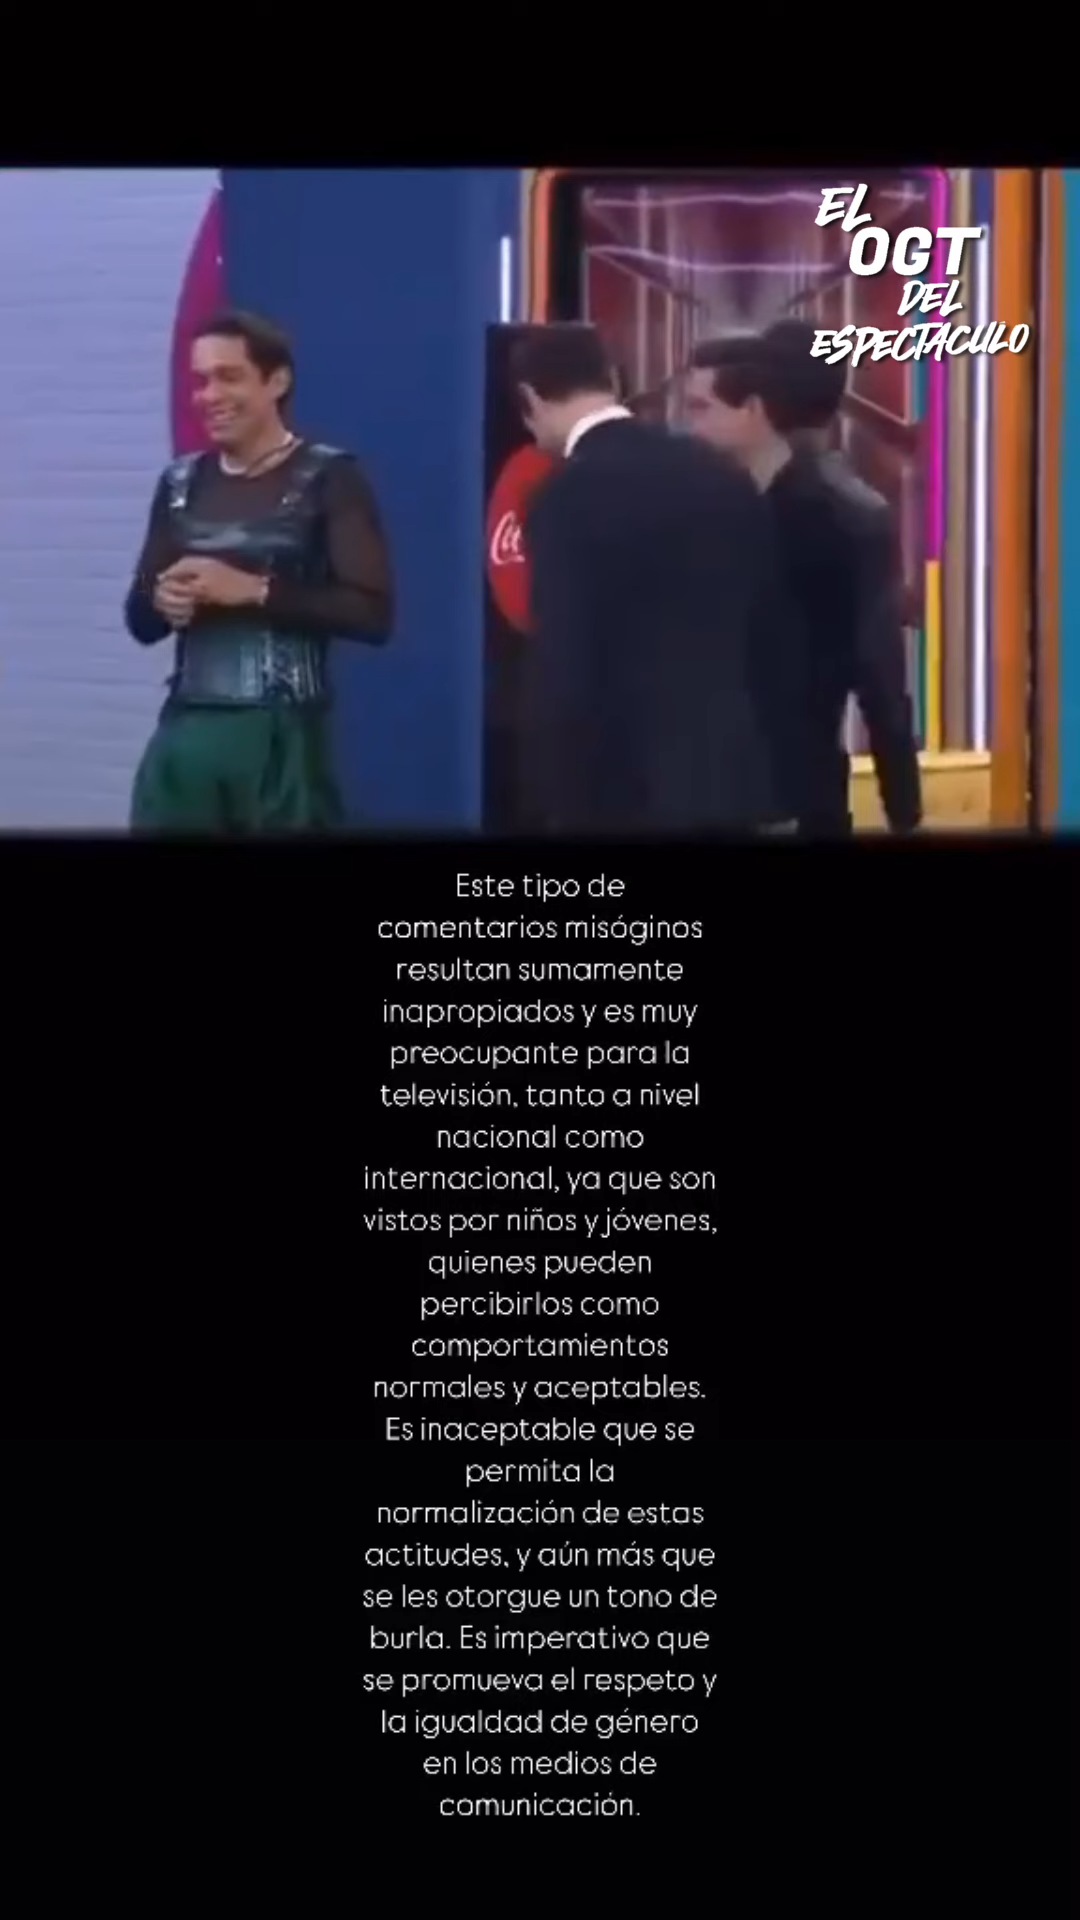 EL
OGT
DEL
ESPECTACULO
Este tipo de
comentarios misóginos
resultan sumamente
inapropiados y es muy
preocupante para la
televisión, tanto a nivel
nacional como
internacional, ya que son
vistos por niños y jóvenes,
quienes pueden
percibirlos como
comportamientos
normales y aceptables.
Es inaceptable que se
permita la
normalización de estas
actitudes, y aún más que
se les otorgue un tono de
burla. Es imperativo que
se promueva el respeto y
la igualdad de género
en los medios de
comunicación.